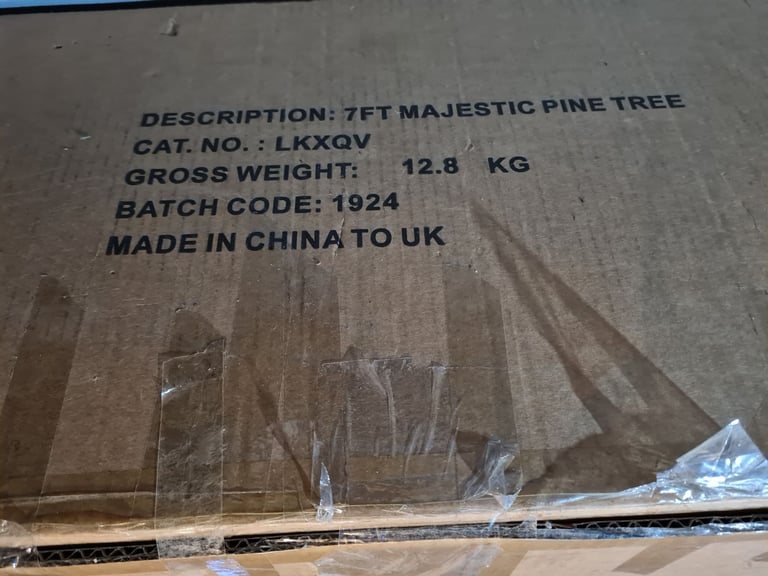 DESCRIPTION: 7FT MAJESTIC PINE TREE
CAT. NO. : LKXQV
GROSS WEIGHT: 12.8 KG
BATCH CODE: 1924
MADE IN CHINA TO UK